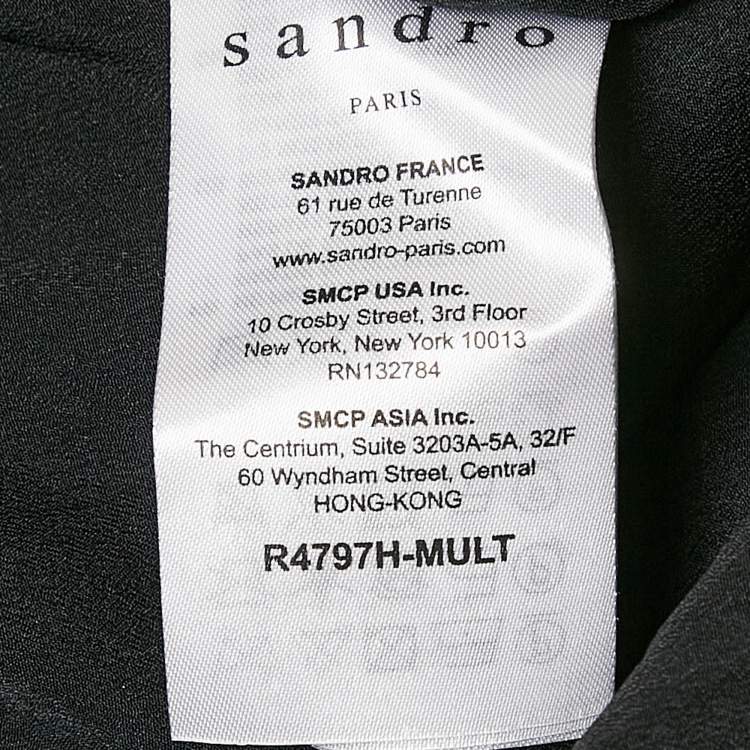 sandro
PARIS
SANDRO FRANCE
61 rue de Turenne
75003 Paris
www.sandro-paris.com
SMCP USA Inc.
10 Crosby Street, 3rd Floor
New York, New York 10013
RN132784
SMCP ASIA Inc.
The Centrium, Suite 3203A-5A, 32/F
60 Wyndham Street, Central
HONG-KONG
R4797H-MULT